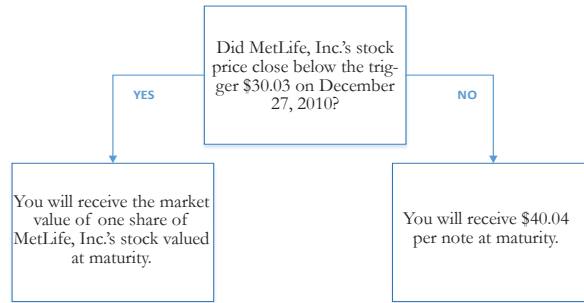 Did MetLife, Inc.'s stock
price close below the trig-
ger $30.03 on December
27, 2010?
YES
NO
You will receive the market
value of one share of
MetLife, Inc.'s stock valued
at maturity.
You will receive $40.04
per note at maturity.